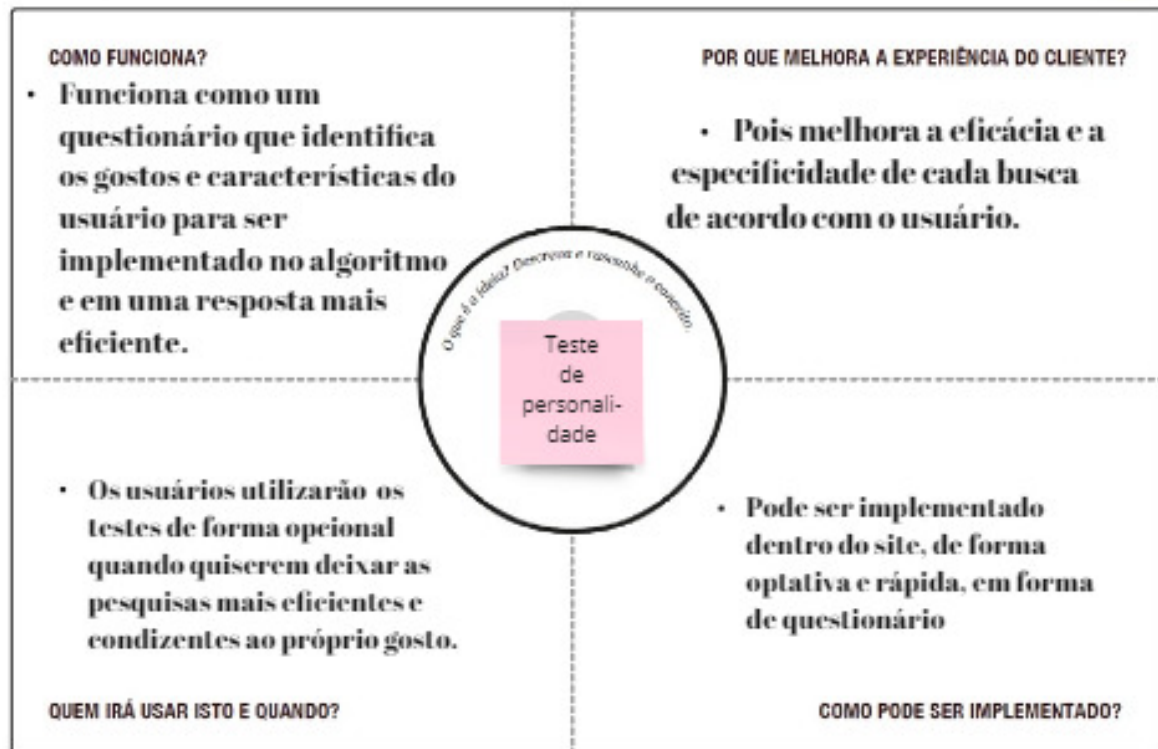 COMO FUNCIONA?
• Funciona como um
questionário que identifica
os gostos e características do
usuário para ser
implementado no algoritmo
e em uma resposta mais
eficiente.
POR QUE MELHORA A EXPERIÊNCIA DO CLIENTE?
• Pois melhora a eficácia e a
especificidade de cada busca
de acordo com o usuário.
O que é a ideia? Descreva e rascunhe o conceito.
Teste
de
personali-
dade
• Os usuários utilizarão os
testes de forma opcional
quando quiserem deixar as
pesquisas mais eficientes e
condizentes ao próprio gosto.
QUEM IRÁ USAR ISTO E QUANDO?
• Pode ser implementado
dentro do site, de forma
optativa e rápida, em forma
de questionário
COMO PODE SER IMPLEMENTADO?